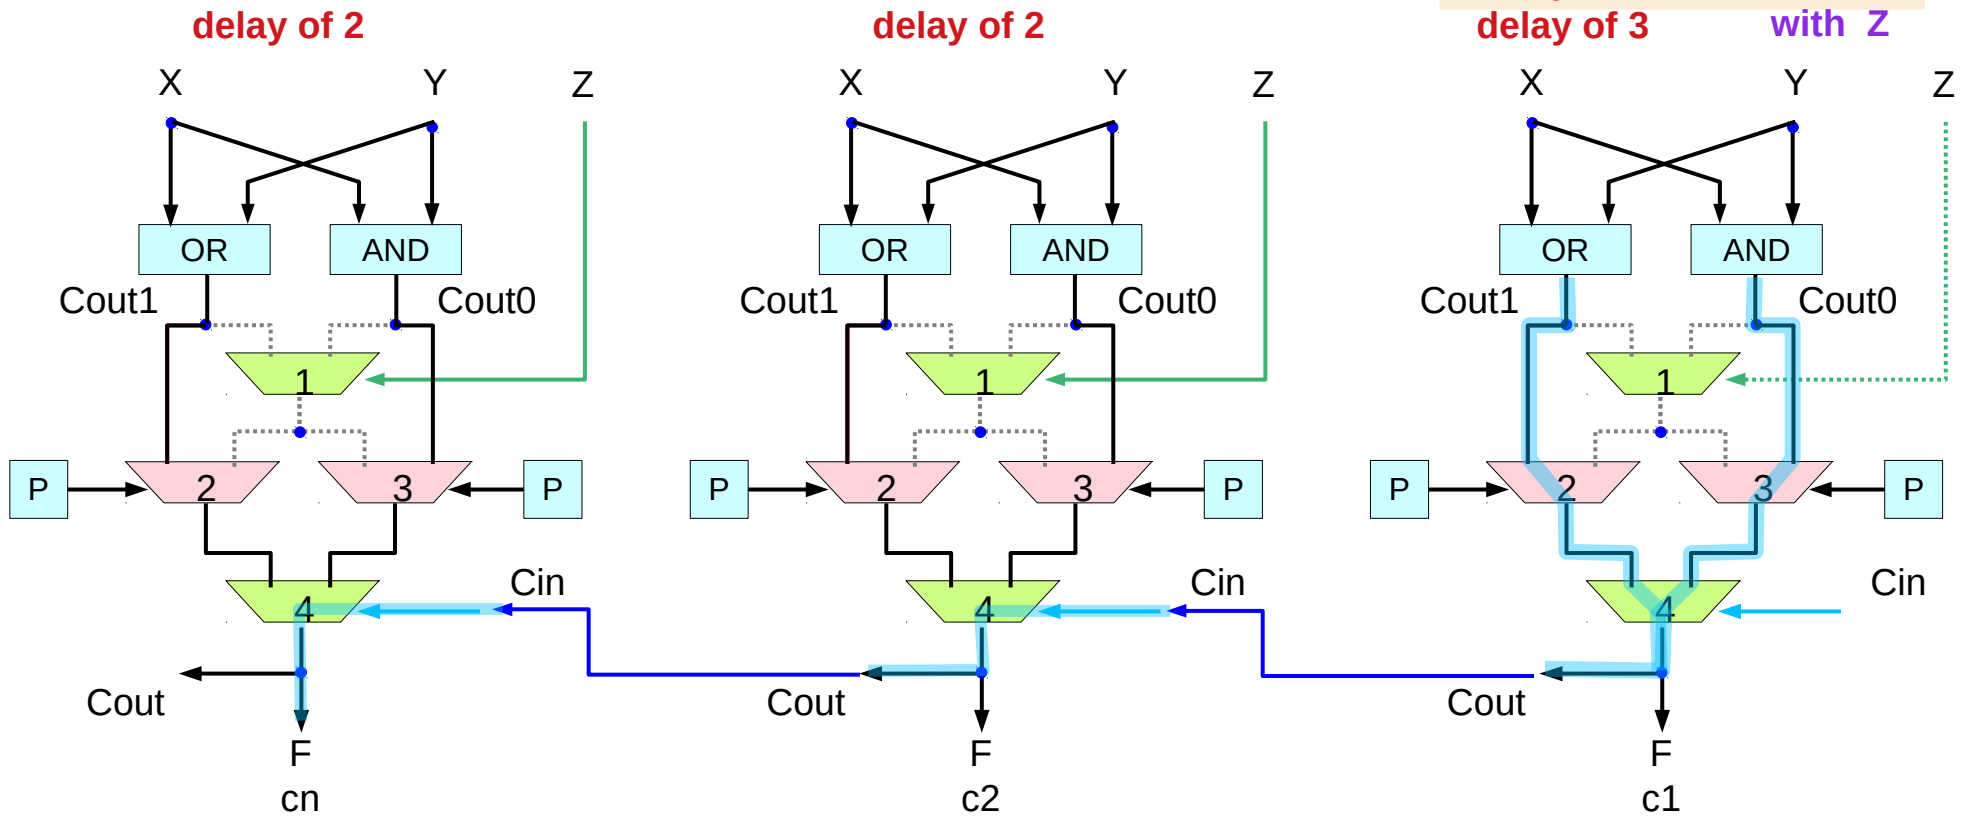 delay of 2
delay of 2
delay of 3
with Z
X Y Z
X Y Z
X Y Z
OR AND
OR AND
OR AND
Cout1 Cout0
Cout1 Cout0
Cout1 Cout0
1
1
1
P 2 3 P
P 2 3 P
P 2 3 P
4 Cin
4 Cin
4 Cin
Cout
Cout
Cout
F
F
F
cn
c2
c1